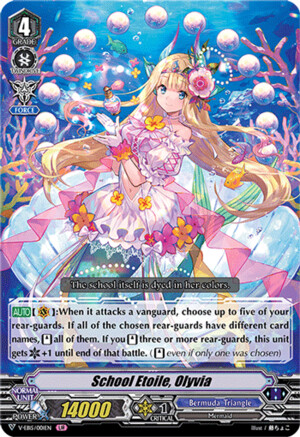 4
GRADE
FORCE
The school itself is dyed in her colors.
AUTO :When it attacks a vanguard, choose up to five of your
rear-guards. If all of the chosen rear-guards have different card
names, all of them. If you three or more rear-guards, this unit
gets +1 until end of that battle. (even if only one was chosen)
School Etoile, Olyvia
NORMAL
UNIT
Bermuda Triangle
Mermaid
POWER 14000
1
CRITICAL
V-EB15/001EN
Illust /